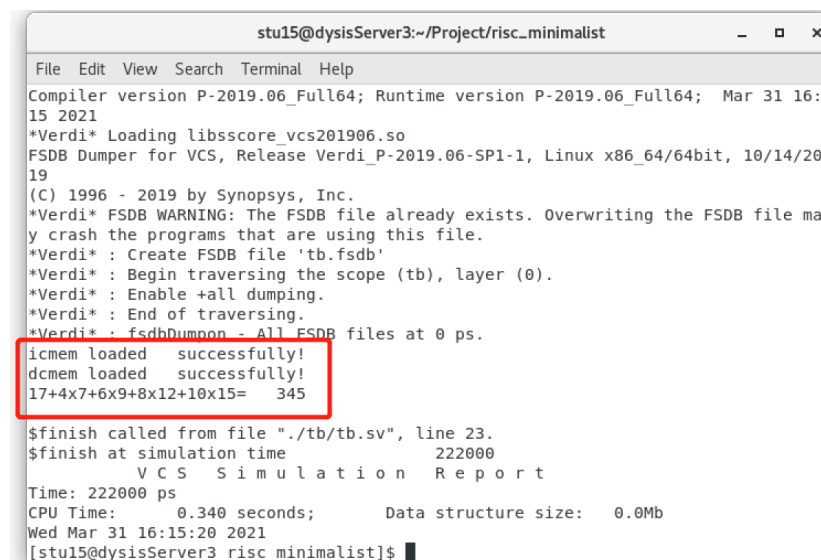 stu15@dysisServer3:~/Project/risc_minimalist
File Edit View Search Terminal Help
Compiler version P-2019.06_Full64; Runtime version P-2019.06_Full64;  Mar 31 16:
15 2021
*Verdi* Loading libsscore_vcs201906.so
FSDB Dumper for VCS, Release Verdi_P-2019.06-SP1-1, Linux x86_64/64bit, 10/14/20
19
(C) 1996 - 2019 by Synopsys, Inc.
*Verdi* FSDB WARNING: The FSDB file already exists. Overwriting the FSDB file ma
y crash the programs that are using this file.
*Verdi* : Create FSDB file 'tb.fsdb'
*Verdi* : Begin traversing the scope (tb), layer (0).
*Verdi* : Enable +all dumping.
*Verdi* : End of traversing.
*Verdi* : fsdbDumpon - All FSDB files at 0 ps.
icmem loaded   successfully!
dcmem loaded   successfully!
17+4x7+6x9+8x12+10x15=   345
$finish called from file "./tb/tb.sv", line 23.
$finish at simulation time               222000
V C S   S i m u l a t i o n   R e p o r t
Time: 222000 ps
CPU Time:      0.340 seconds;       Data structure size:   0.0Mb
Wed Mar 31 16:15:20 2021
[stu15@dysisServer3 risc_minimalist]$